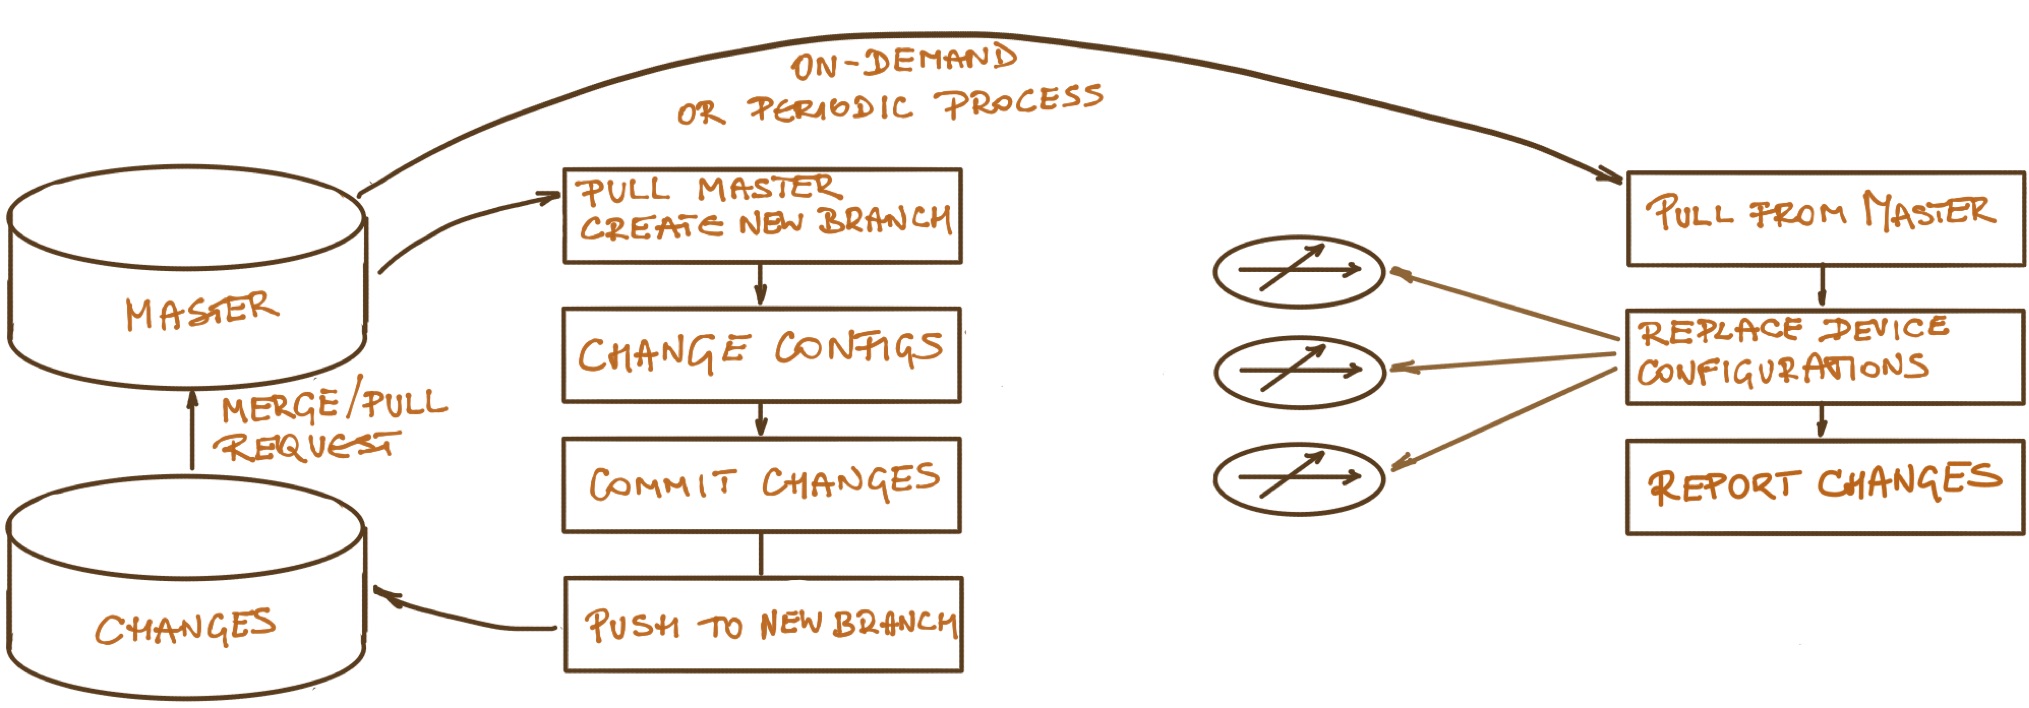 ON-DEMAND
OR PERIODIC PROCESS
PULL MASTER
CREATE NEW BRANCH
PULL FROM MASTER
MASTER
CHANGE CONFIGS
REPLACE DEVICE
CONFIGURATIONS
MERGE/PULL
REQUEST
COMMIT CHANGES
REPORT CHANGES
CHANGES
PUSH TO NEW BRANCH